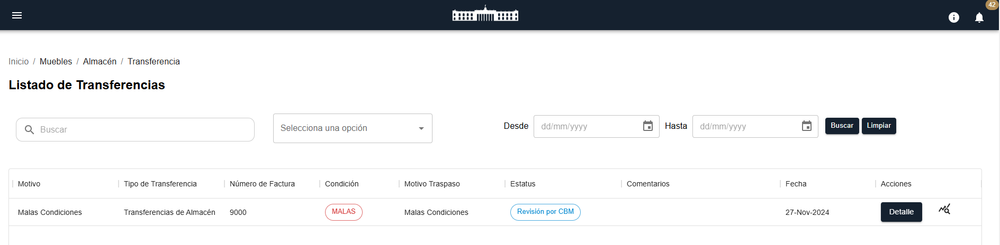 42
Inicio / Muebles / Almacén / Transferencia
Listado de Transferencias
Buscar
Selecciona una opción
Desde dd/mm/yyyy Hasta dd/mm/yyyy Buscar Limpiar
Motivo Tipo de Transferencia Número de Factura Condición Motivo Traspaso Estatus Comentarios Fecha Acciones
Malas Condiciones Transferencias de Almacén 9000 MALAS Malas Condiciones Revisión por CBM 27-Nov-2024 Detalle